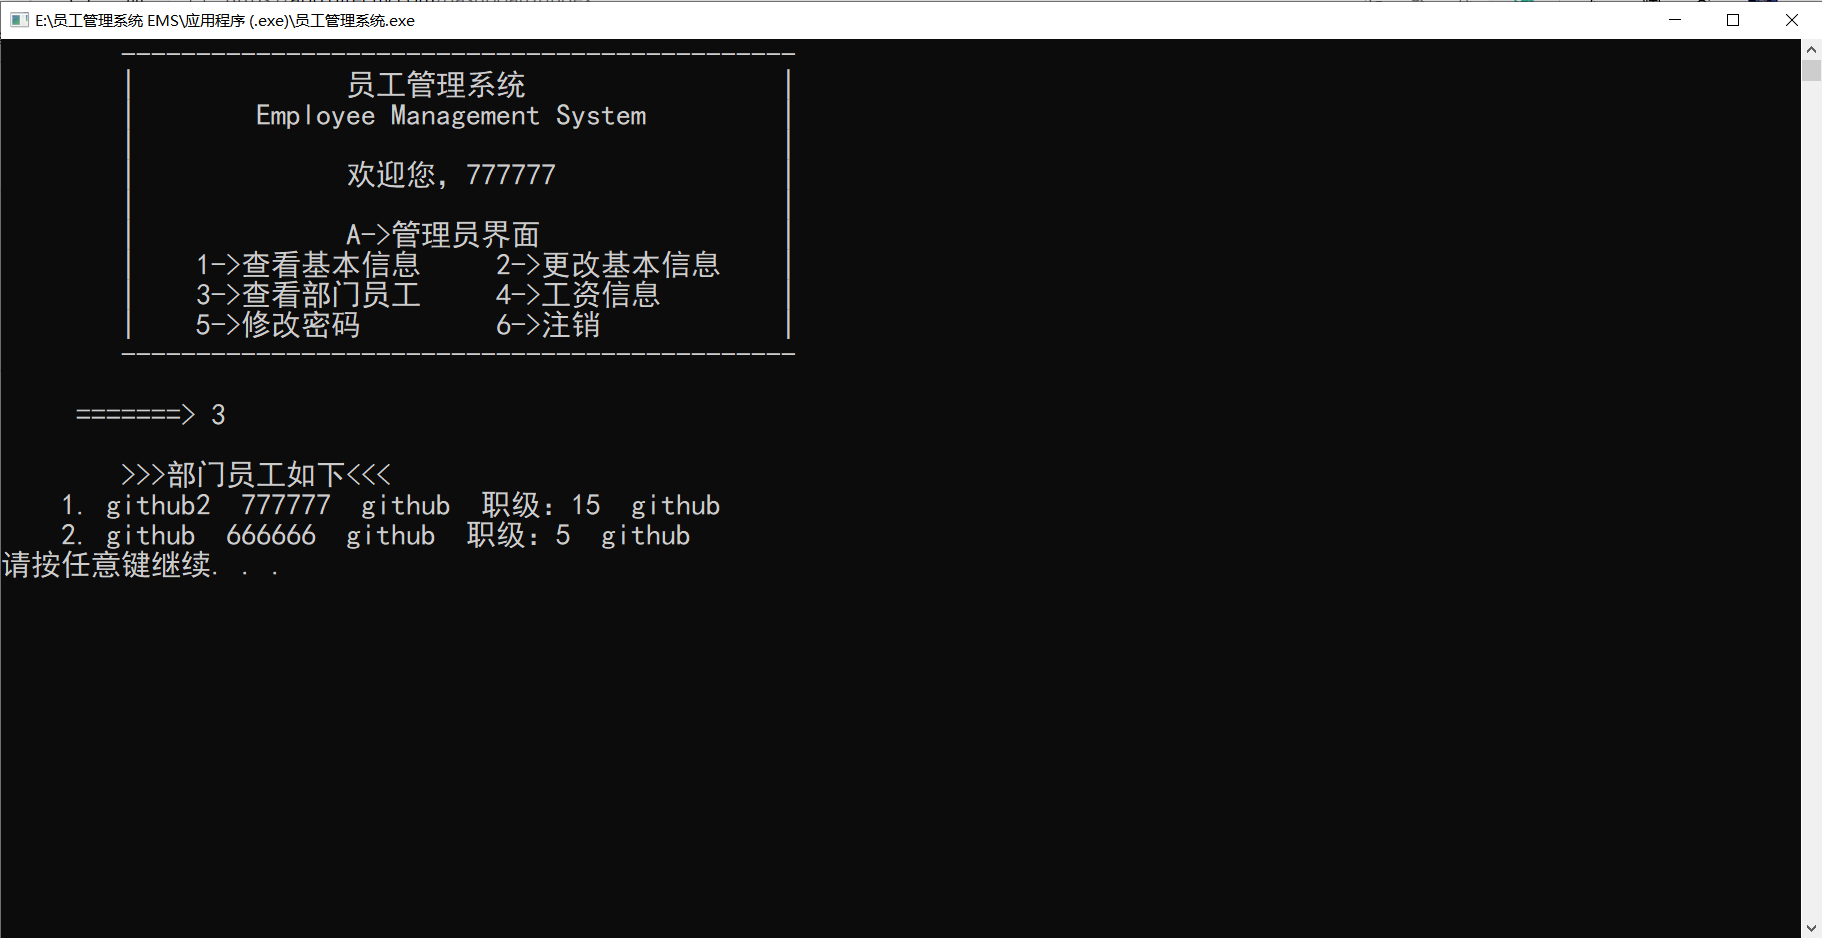 E:\员工管理系统 EMS\应用程序 (.exe)\员工管理系统.exe
---------------------------------------------
| 员工管理系统 |
| Employee Management System |
| |
| 欢迎您，777777 |
| |
| A->管理员界面 |
| 1->查看基本信息 2->更改基本信息 |
| 3->查看部门员工 4->工资信息 |
| 5->修改密码 6->注销 |
---------------------------------------------
=======> 3
>>>部门员工如下<<<
1. github2 777777 github 职级：15 github
2. github 666666 github 职级：5 github
请按任意键继续. . .